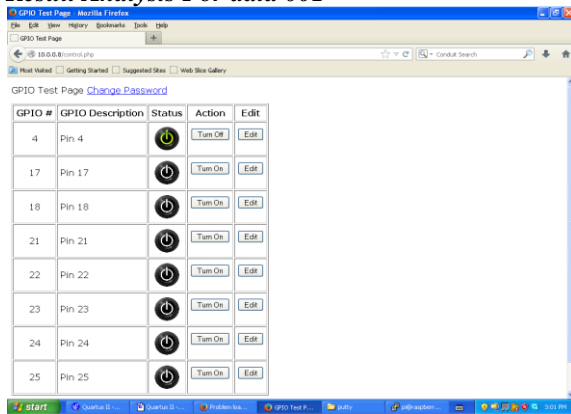 Result Analysis For data 001
GPIO Test Page - Mozilla Firefox
File Edit View History Bookmarks Tools Help
GPIO Test Page
10.0.0.8/control.php
Conduit Search
Most Visited Getting Started Suggested Sites Web Slice Gallery
GPIO Test Page Change Password
GPIO # GPIO Description Status Action Edit
4 Pin 4 Turn Off Edit
17 Pin 17 Turn On Edit
18 Pin 18 Turn On Edit
21 Pin 21 Turn On Edit
22 Pin 22 Turn On Edit
23 Pin 23 Turn On Edit
24 Pin 24 Turn On Edit
25 Pin 25 Turn On Edit
start Quartus II -... Quartus II -... Problem loa... GPIO Test P... putty pi@raspberr... 3:01 PM